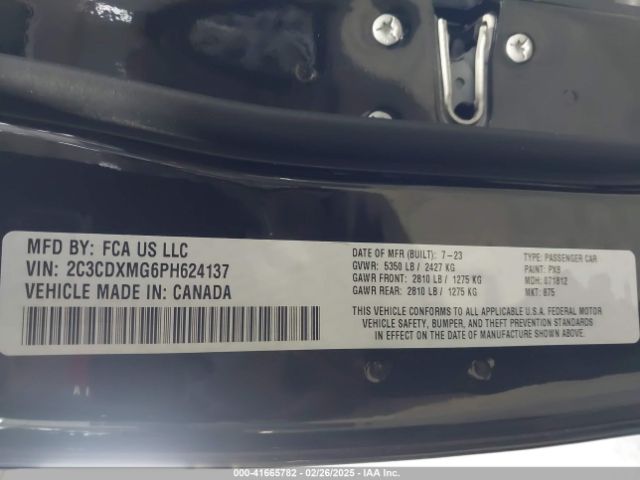 MFD BY: FCA US LLC
VIN: 2C3CDXMG6PH624137
VEHICLE MADE IN: CANADA
DATE OF MFR (BUILT): 7-23
GVWR: 5350 LB / 2427 KG
GAWR FRONT: 2810 LB / 1275 KG
GAWR REAR: 2810 LB / 1275 KG
TYPE: PASSENGER CAR
PAINT: PX8
MDH: 071812
MKT: 875
THIS VEHICLE CONFORMS TO ALL APPLICABLE U.S.A. FEDERAL MOTOR
VEHICLE SAFETY, BUMPER, AND THEFT PREVENTION STANDARDS
IN EFFECT ON THE DATE OF MANUFACTURE SHOWN ABOVE.
000-41665782 - 02/26/2025 - IAA Inc.